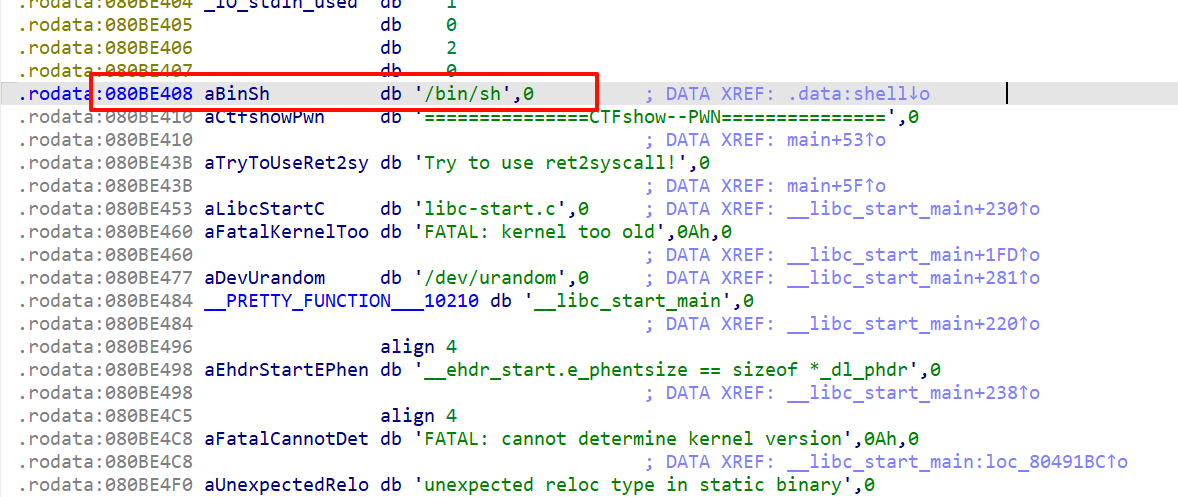 .rodata:080BE404 _IO_stdin_used db 1
.rodata:080BE405 db 0
.rodata:080BE406 db 2
.rodata:080BE407 db 0
.rodata:080BE408 aBinSh db '/bin/sh',0 ; DATA XREF: .data:shell↓o
.rodata:080BE410 aCtfshowPwn db '===============CTFshow--PWN===============',0
.rodata:080BE410 ; DATA XREF: main+53↑o
.rodata:080BE43B aTryToUseRet2sy db 'Try to use ret2syscall!',0
.rodata:080BE43B ; DATA XREF: main+5F↑o
.rodata:080BE453 aLibcStartC db 'libc-start.c',0 ; DATA XREF: __libc_start_main+230↑o
.rodata:080BE460 aFatalKernelToo db 'FATAL: kernel too old',0Ah,0
.rodata:080BE460 ; DATA XREF: __libc_start_main+1FD↑o
.rodata:080BE477 aDevUrandom db '/dev/urandom',0 ; DATA XREF: __libc_start_main+281↑o
.rodata:080BE484 __PRETTY_FUNCTION___10210 db '__libc_start_main',0
.rodata:080BE484 ; DATA XREF: __libc_start_main+220↑o
.rodata:080BE496 align 4
.rodata:080BE498 aEhdrStartEPhen db '__ehdr_start.e_phentsize == sizeof *_dl_phdr',0
.rodata:080BE498 ; DATA XREF: __libc_start_main+238↑o
.rodata:080BE4C5 align 4
.rodata:080BE4C8 aFatalCannotDet db 'FATAL: cannot determine kernel version',0Ah,0
.rodata:080BE4C8 ; DATA XREF: __libc_start_main:loc_80491BC↑o
.rodata:080BE4F0 aUnexpectedRelo db 'unexpected reloc type in static binary',0